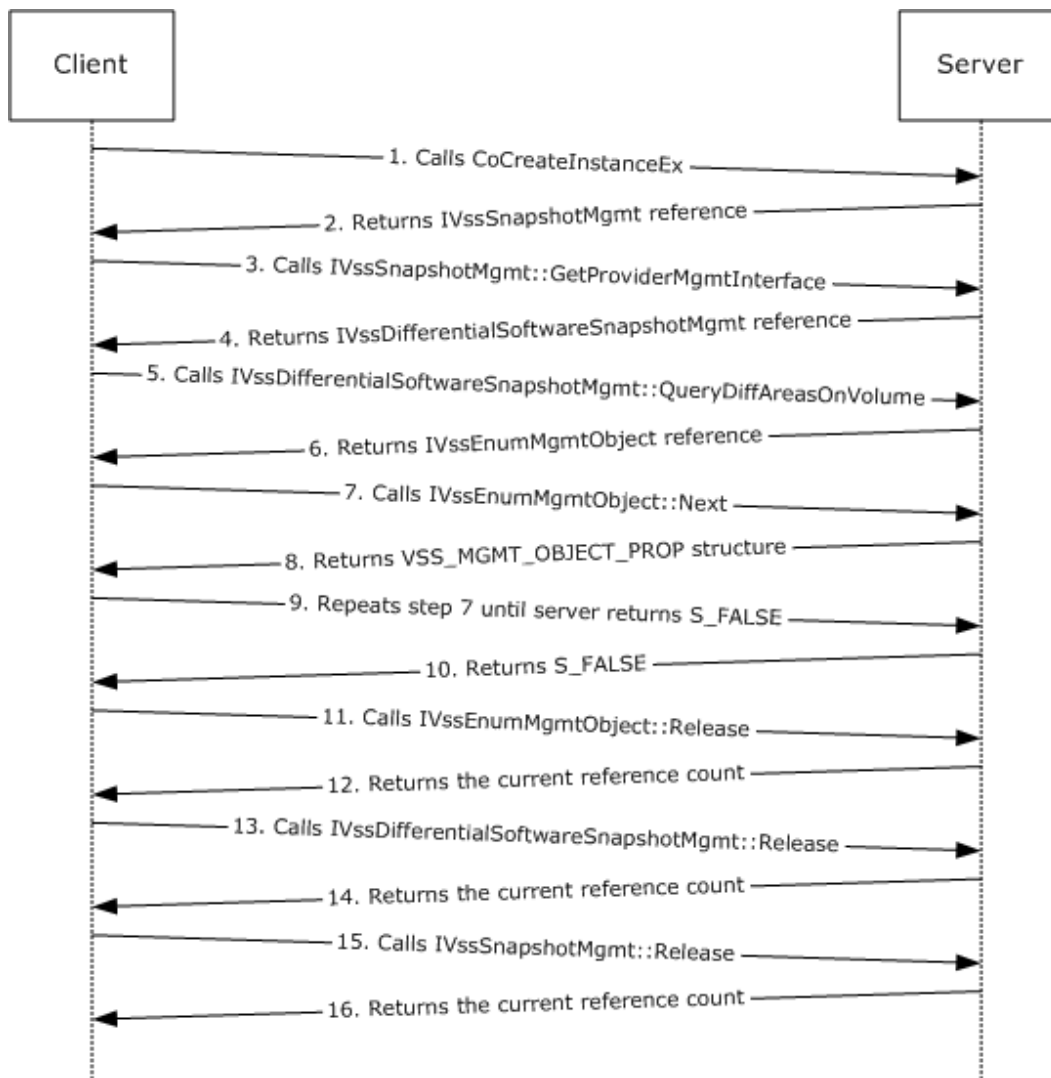 Client
Server
1. Calls CoCreateInstanceEx
2. Returns IVssSnapshotMgmt reference
3. Calls IVssSnapshotMgmt::GetProviderMgmtInterface
4. Returns IVssDifferentialSoftwareSnapshotMgmt reference
5. Calls IVssDifferentialSoftwareSnapshotMgmt::QueryDiffAreasOnVolume
6. Returns IVssEnumMgmtObject reference
7. Calls IVssEnumMgmtObject::Next
8. Returns VSS_MGMT_OBJECT_PROP structure
9. Repeats step 7 until server returns S_FALSE
10. Returns S_FALSE
11. Calls IVssEnumMgmtObject::Release
12. Returns the current reference count
13. Calls IVssDifferentialSoftwareSnapshotMgmt::Release
14. Returns the current reference count
15. Calls IVssSnapshotMgmt::Release
16. Returns the current reference count